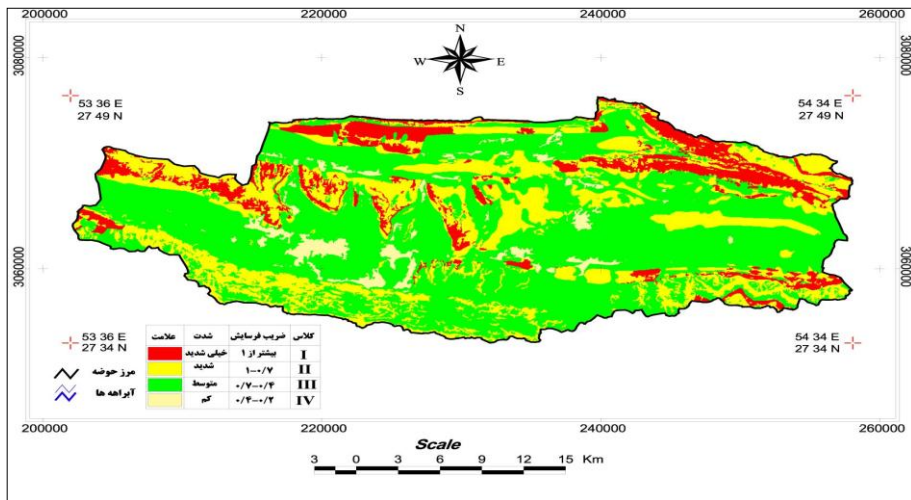 200000 220000 240000 260000
3080000
3080000
N
W E
S
53 36 E
27 49 N
54 34 E
27 49 N
3060000
3060000
53 36 E
27 34 N
54 34 E
27 34 N
مرز حوضه
آبراهه ها
کلاس ضریب فرسایش شدت علامت
I بیشتر از ۱ خیلی شدید
II ۱-۰/۷ شدید
III ۰/۷-۰/۴ متوسط
IV ۰/۴-۰/۲ کم
200000 220000 240000 260000
Scale
3 0 3 6 9 12 15 Km